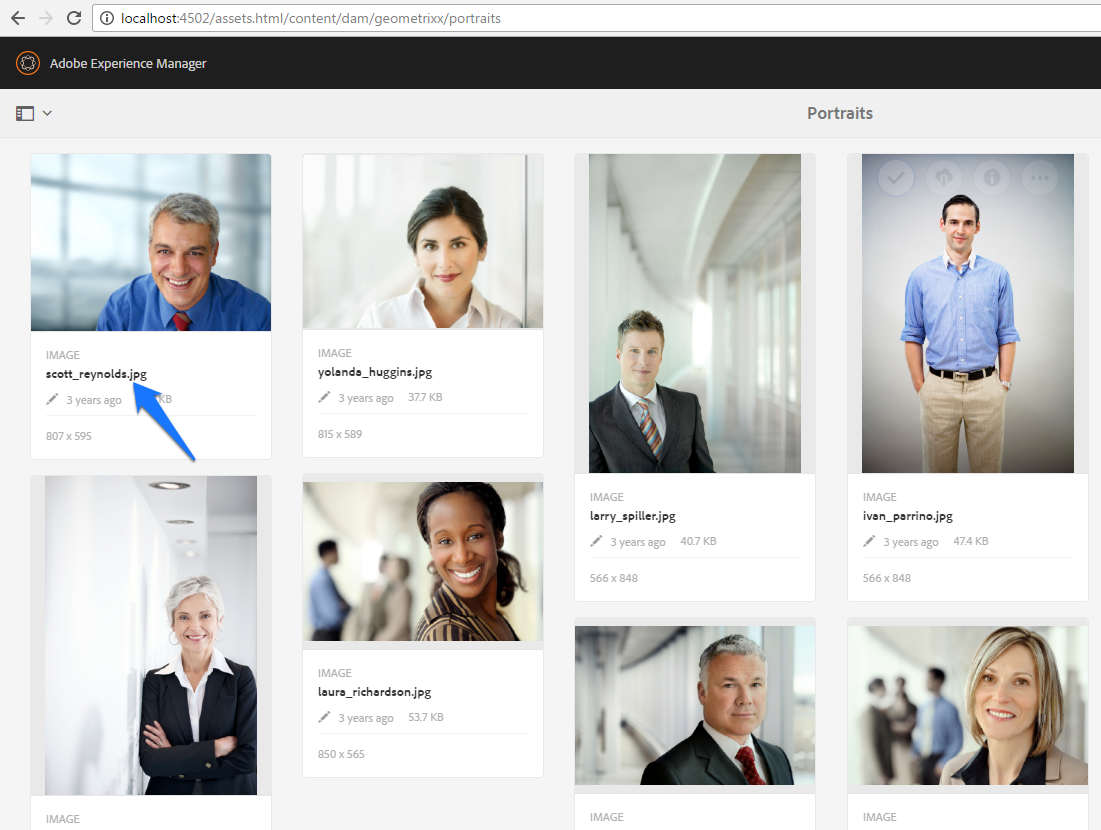 localhost:4502/assets.html/content/dam/geometrixx/portraits
Adobe Experience Manager
Portraits
IMAGE
scott_reynolds.jpg
3 years ago KB
807 x 595
IMAGE
yolanda_huggins.jpg
3 years ago 37.7 KB
815 x 589
IMAGE
larry_spiller.jpg
3 years ago 40.7 KB
566 x 848
IMAGE
ivan_parrino.jpg
3 years ago 47.4 KB
566 x 848
IMAGE
IMAGE
laura_richardson.jpg
3 years ago 53.7 KB
850 x 565
IMAGE
IMAGE